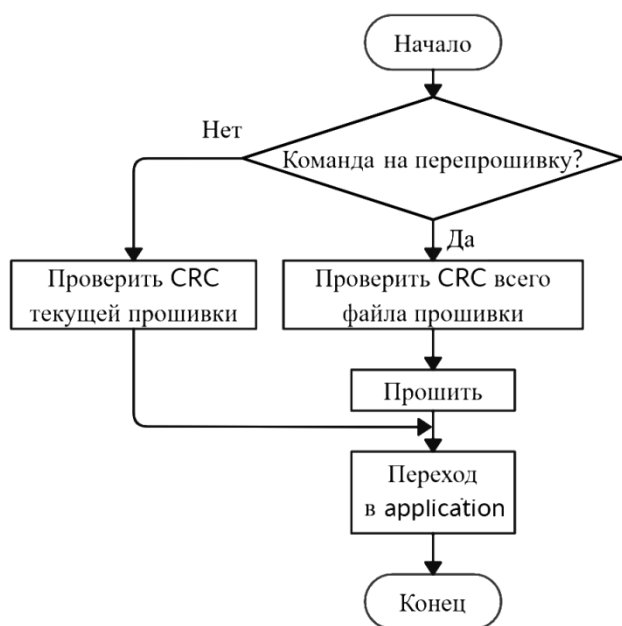 Начало
Нет
Команда на перепрошивку?
Да
Проверить CRC
текущей прошивки
Проверить CRC всего
файла прошивки
Прошить
Переход
в application
Конец